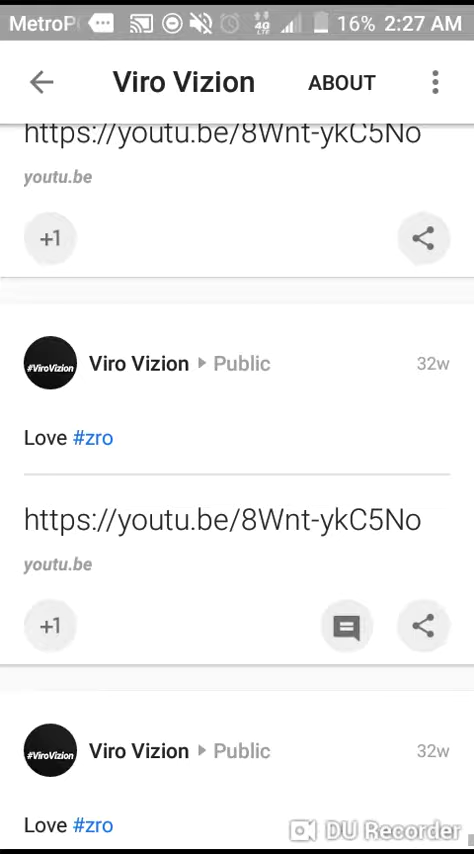 MetroP 4G LTE 16% 2:27 AM
Viro Vizion ABOUT
https://youtu.be/8Wnt-ykC5No
youtu.be
+1
#ViroVizion Viro Vizion Public 32w
Love #zro
https://youtu.be/8Wnt-ykC5No
youtu.be
+1
#ViroVizion Viro Vizion Public 32w
Love #zro
DU Recorder